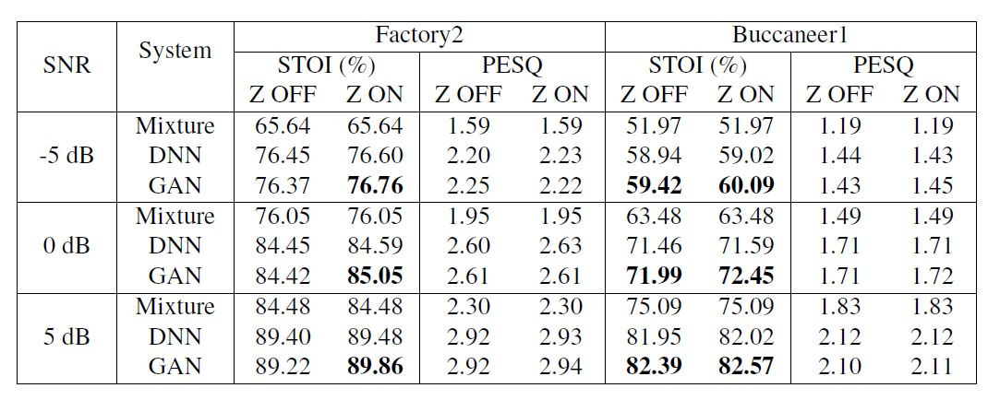 Factory2 Buccaneer1
SNR System STOI (%) PESQ STOI (%) PESQ
Z OFF Z ON Z OFF Z ON Z OFF Z ON Z OFF Z ON
Mixture 65.64 65.64 1.59 1.59 51.97 51.97 1.19 1.19
-5 dB DNN 76.45 76.60 2.20 2.23 58.94 59.02 1.44 1.43
GAN 76.37 76.76 2.25 2.22 59.42 60.09 1.43 1.45
Mixture 76.05 76.05 1.95 1.95 63.48 63.48 1.49 1.49
0 dB DNN 84.45 84.59 2.60 2.63 71.46 71.59 1.71 1.71
GAN 84.42 85.05 2.61 2.61 71.99 72.45 1.71 1.72
Mixture 84.48 84.48 2.30 2.30 75.09 75.09 1.83 1.83
5 dB DNN 89.40 89.48 2.92 2.93 81.95 82.02 2.12 2.12
GAN 89.22 89.86 2.92 2.94 82.39 82.57 2.10 2.11